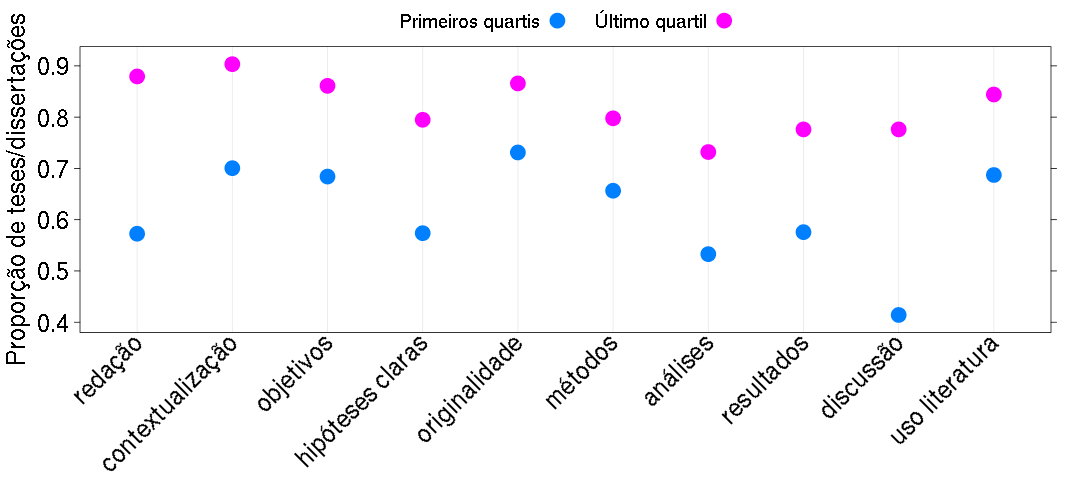 Primeiros quartis Último quartil
Proporção de teses/dissertações
0.9
0.8
0.7
0.6
0.5
0.4
redação
contextualização
objetivos
hipóteses claras
originalidade
métodos
análises
resultados
discussão
uso literatura